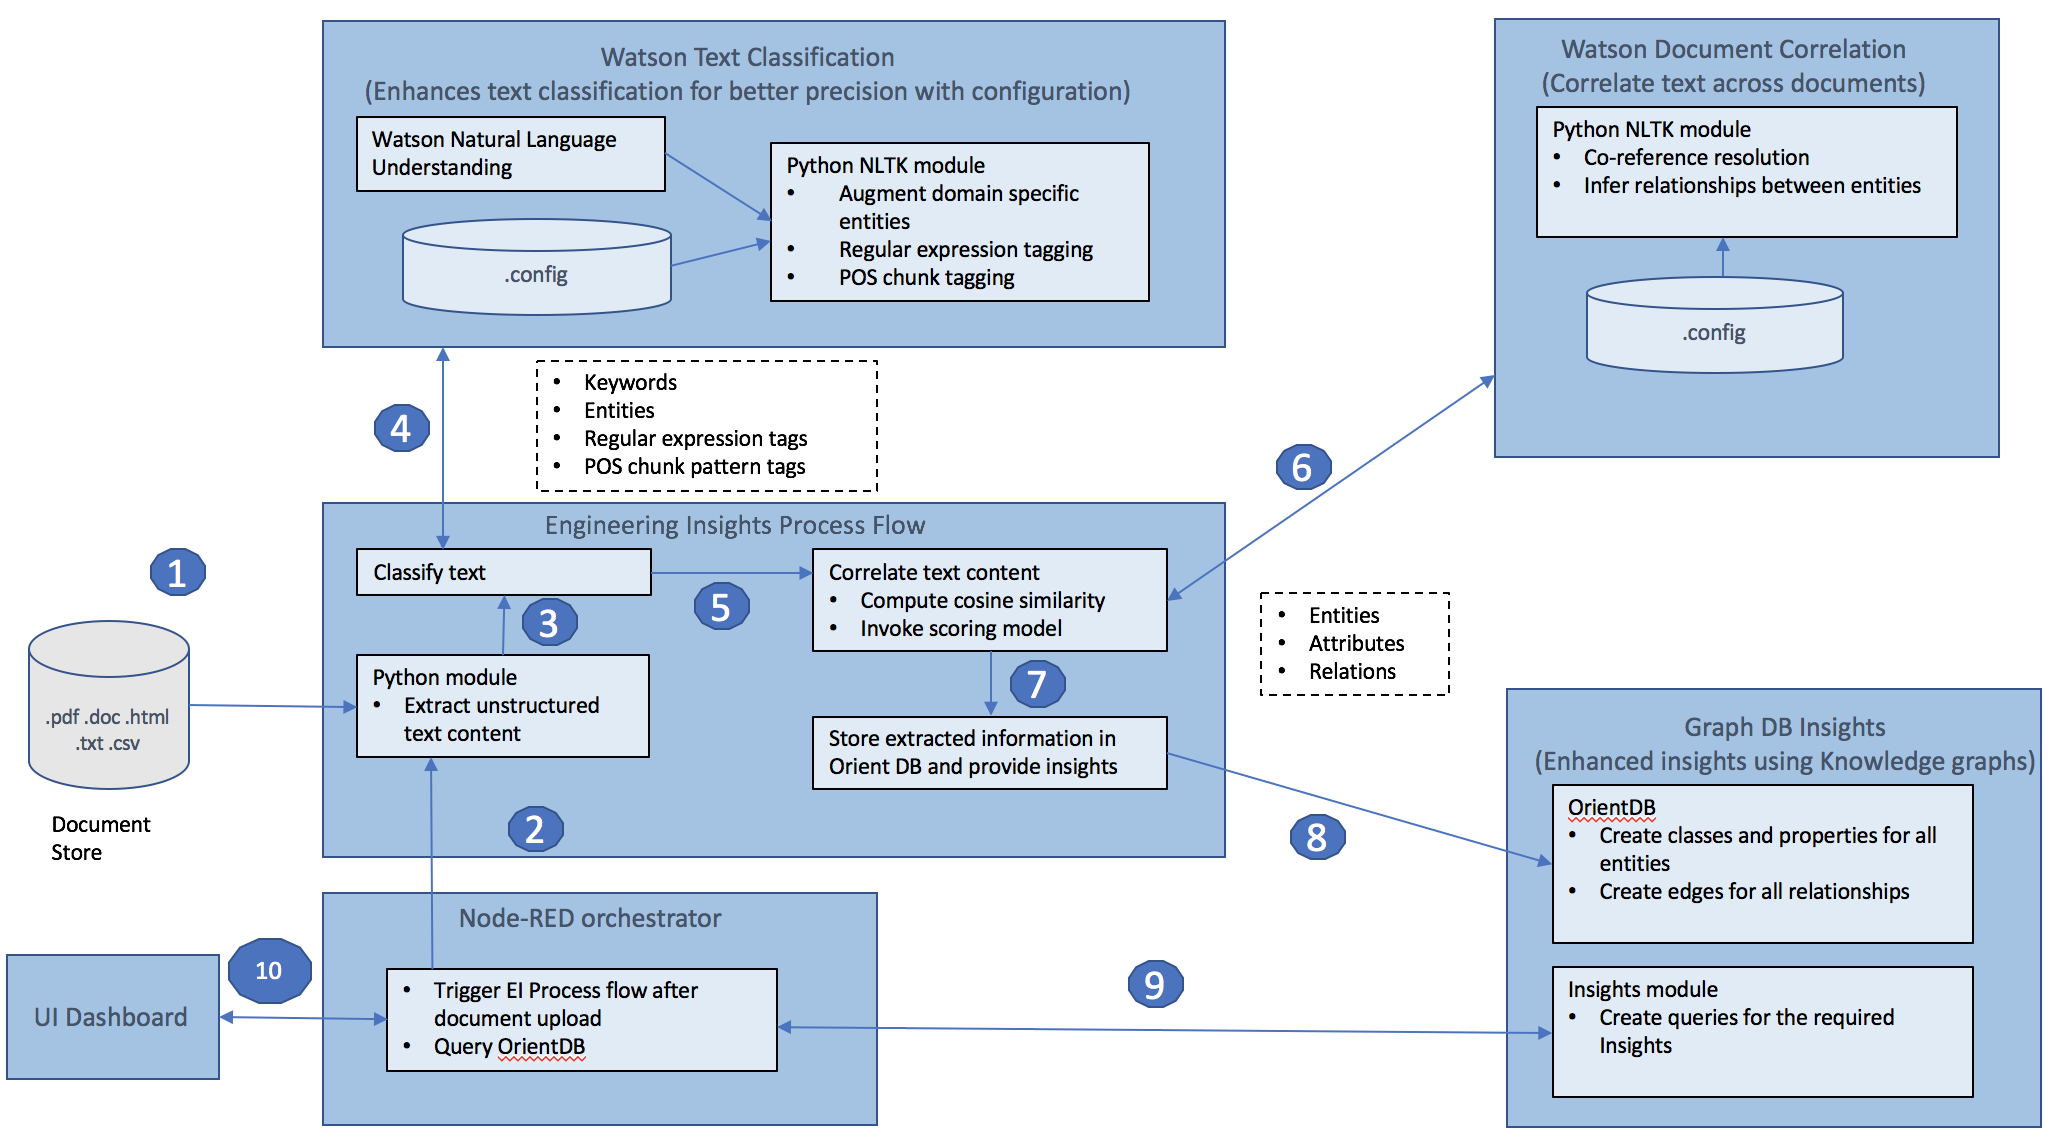 Watson Text Classification
(Enhances text classification for better precision with configuration)
Watson Natural Language
Understanding
.config
Python NLTK module
• Augment domain specific
entities
• Regular expression tagging
• POS chunk tagging
Watson Document Correlation
(Correlate text across documents)
Python NLTK module
• Co-reference resolution
• Infer relationships between entities
.config
4
• Keywords
• Entities
• Regular expression tags
• POS chunk pattern tags
6
Engineering Insights Process Flow
1
Classify text
5
Correlate text content
• Compute cosine similarity
• Invoke scoring model
3
• Entities
• Attributes
• Relations
.pdf .doc .html
.txt .csv
Document
Store
Python module
• Extract unstructured
text content
7
Store extracted information in
Orient DB and provide insights
2
8
Graph DB Insights
(Enhanced insights using Knowledge graphs)
OrientDB
• Create classes and properties for all
entities
• Create edges for all relationships
Insights module
• Create queries for the required
Insights
Node-RED orchestrator
• Trigger EI Process flow after
document upload
• Query OrientDB
9
10
UI Dashboard